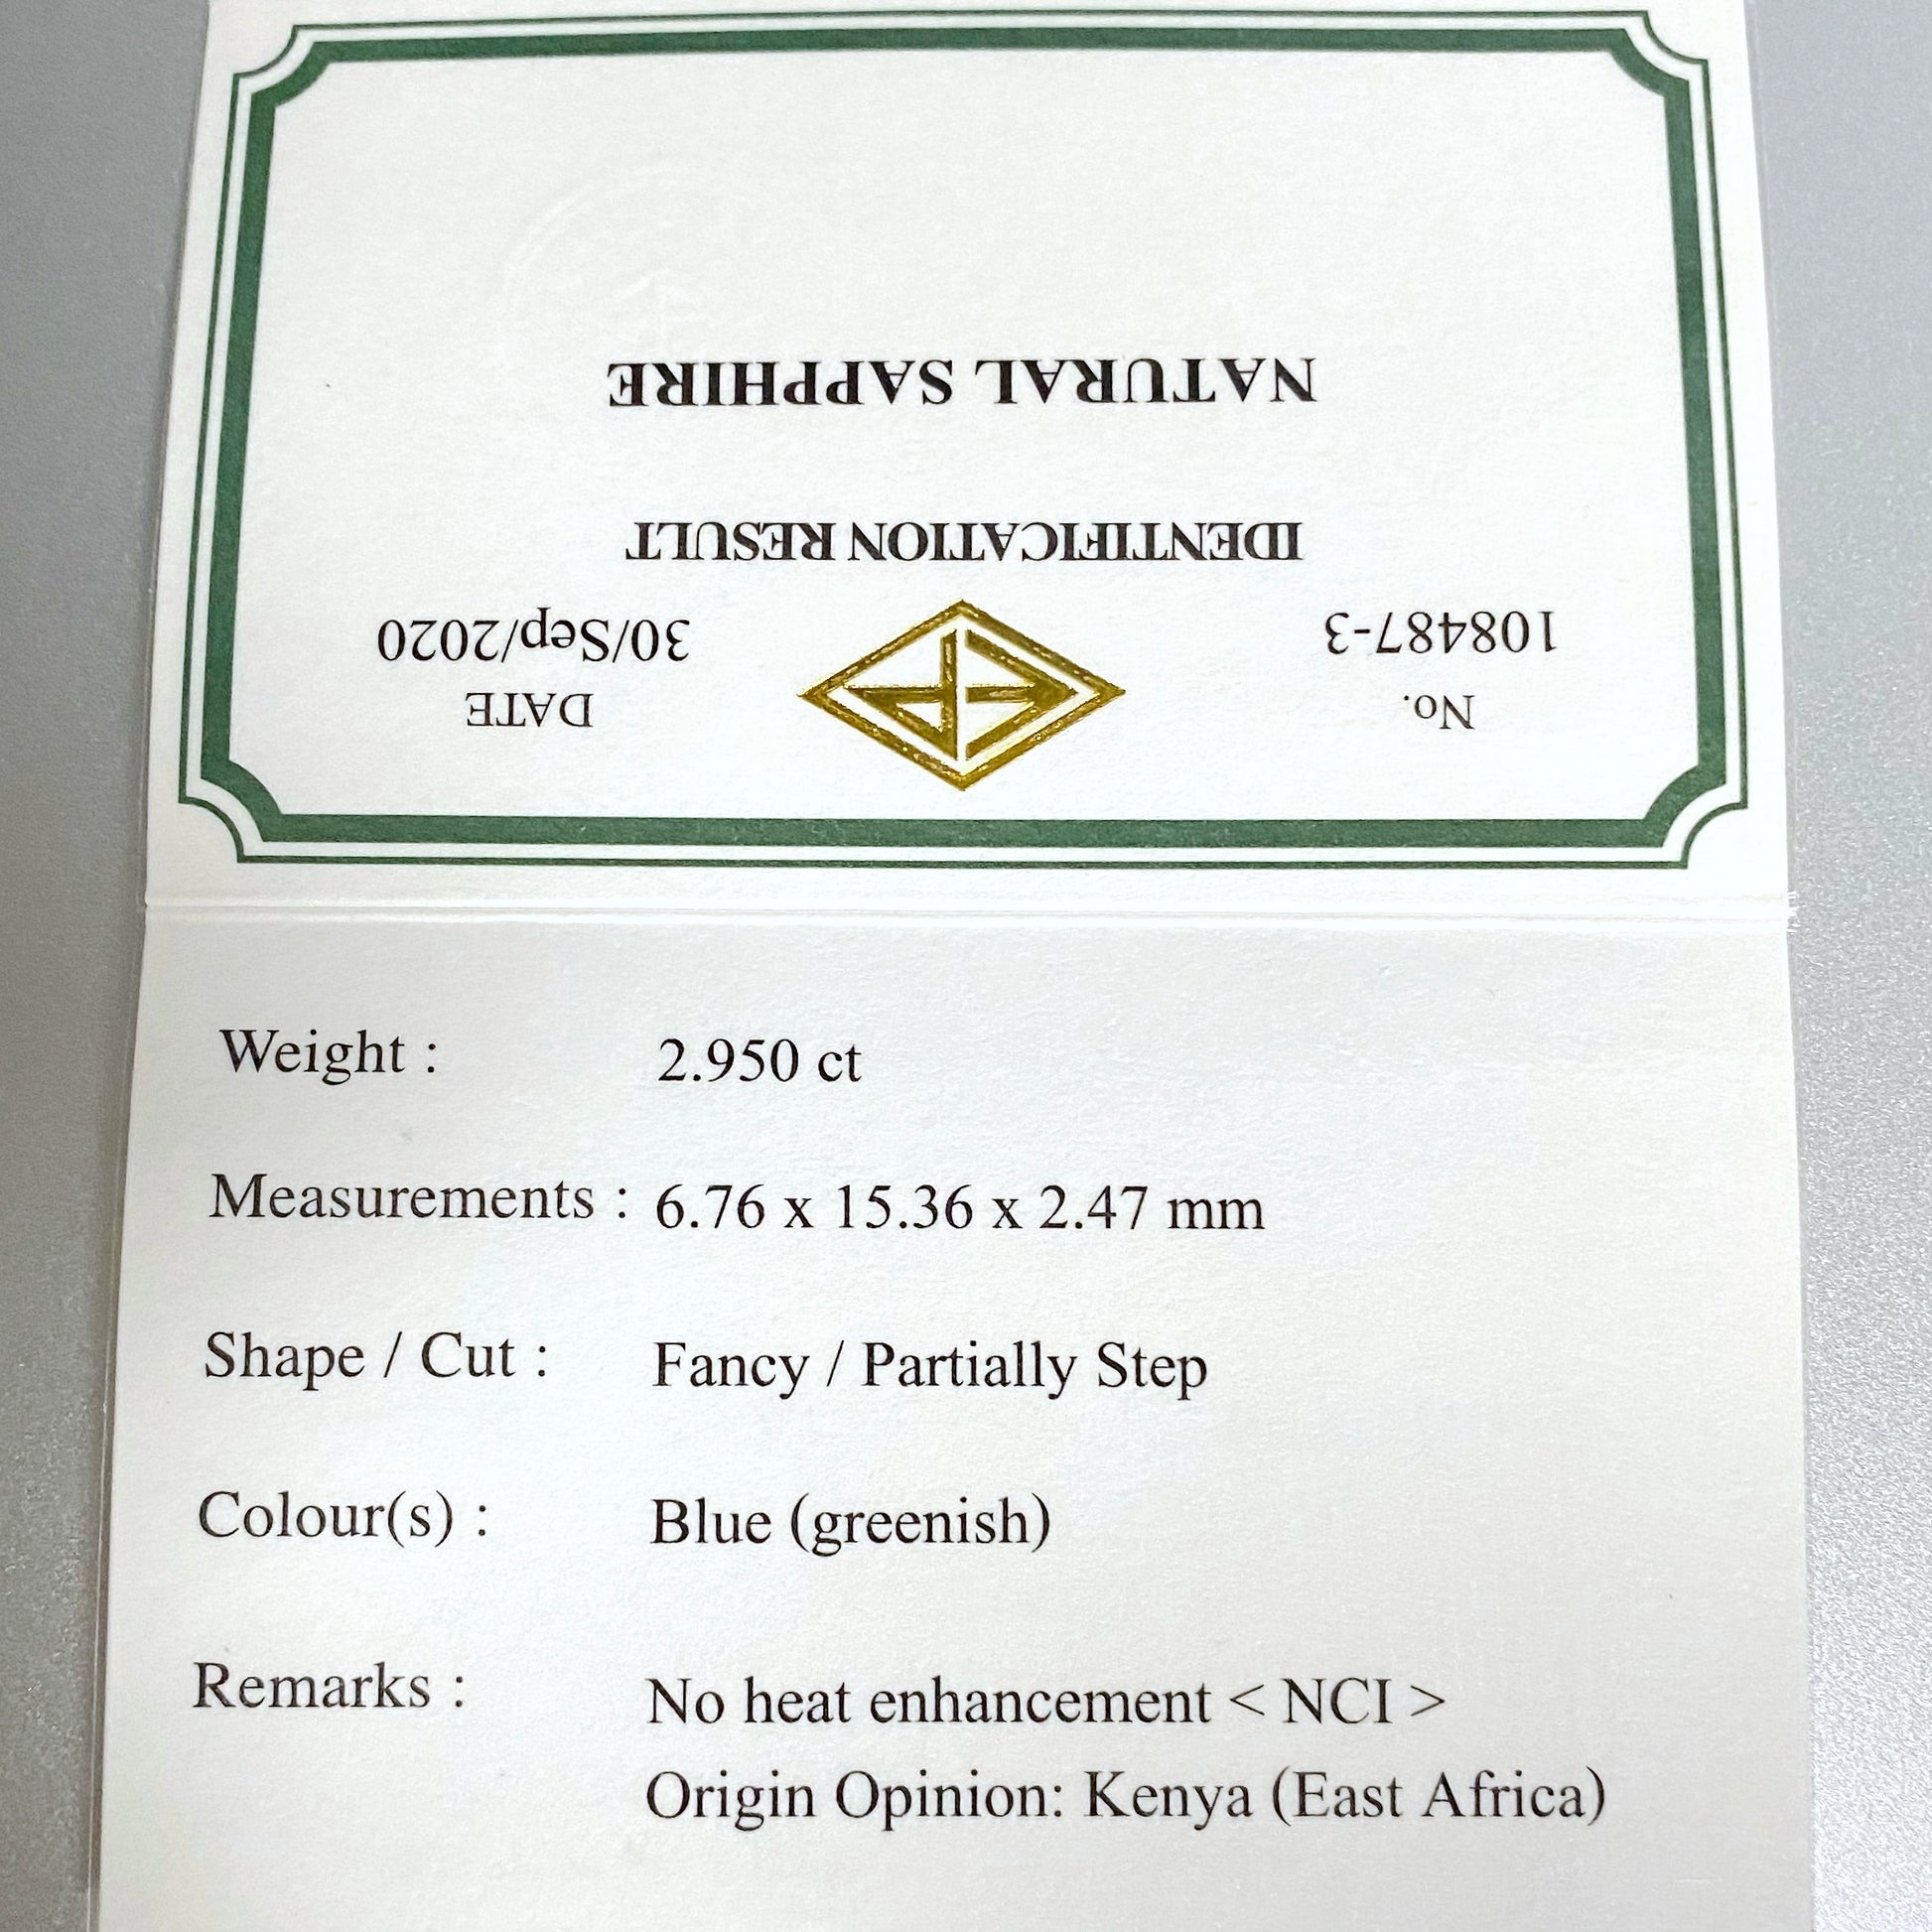 No.
108487-3
DATE
30/Sep/2020
IDENTIFICATION RESULT
NATURAL SAPPHIRE
Weight : 2.950 ct
Measurements : 6.76 x 15.36 x 2.47 mm
Shape / Cut : Fancy / Partially Step
Colour(s) : Blue (greenish)
Remarks : No heat enhancement < NCI >
Origin Opinion: Kenya (East Africa)